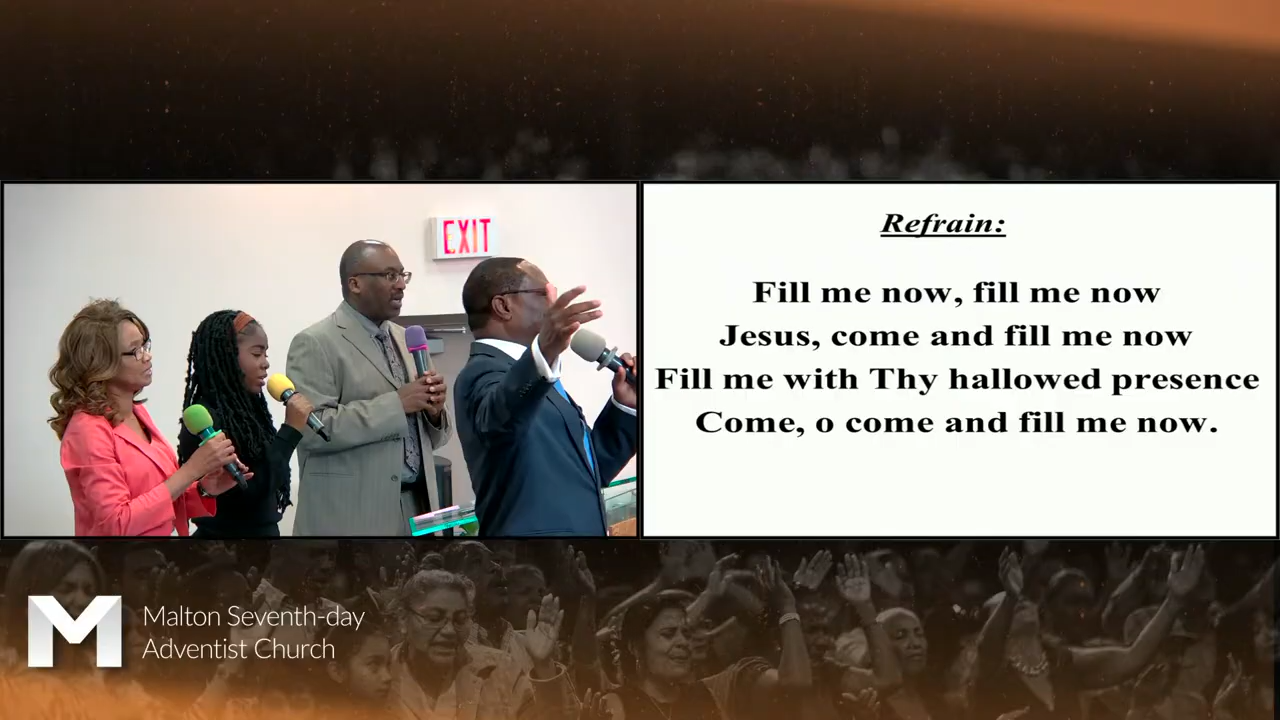 EXIT
Refrain:
Fill me now, fill me now
Jesus, come and fill me now
Fill me with Thy hallowed presence
Come, o come and fill me now.
M
Malton Seventh-day
Adventist Church